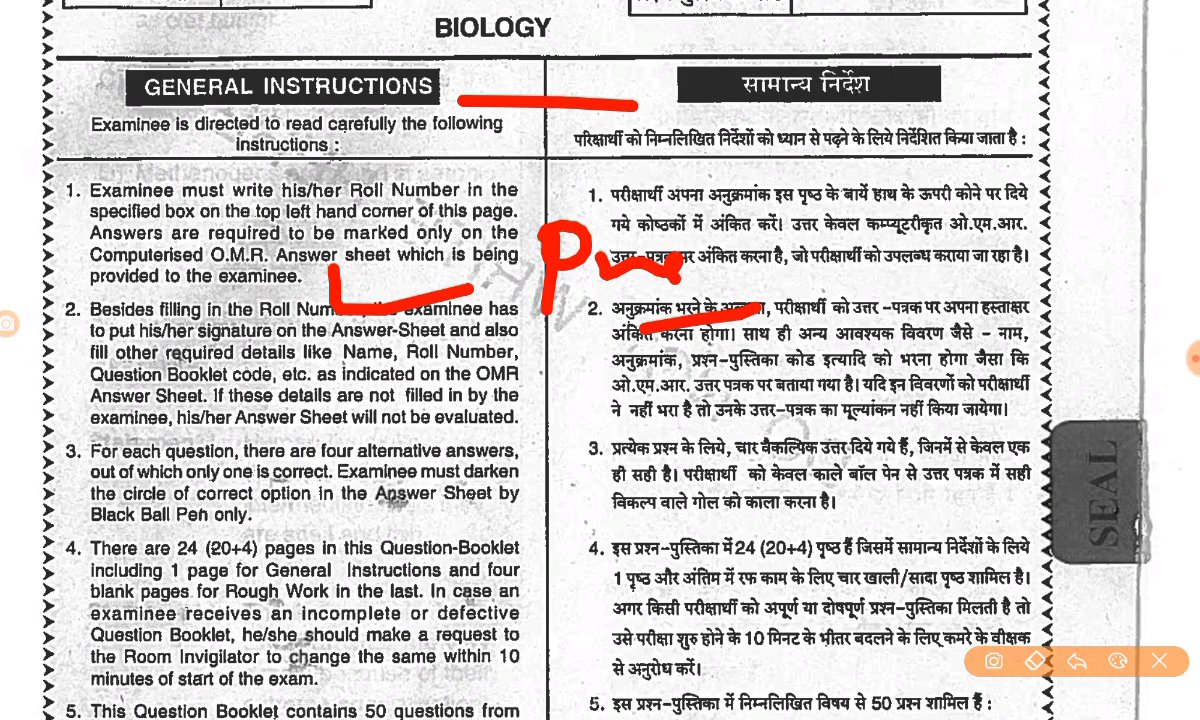 BIOLOGY
GENERAL INSTRUCTIONS
Examinee is directed to read carefully the following
instructions :
1. Examinee must write his/her Roll Number in the
specified box on the top left hand corner of this page.
Answers are required to be marked only on the
Computerised O.M.R. Answer sheet which is being
provided to the examinee.
2. Besides filling in the Roll examinee has
to put his/her signature on the Answer-Sheet and also
fill other required details like Name, Roll Number,
Question Booklet code, etc. as indicated on the OMR
Answer Sheet. If these details are not filled in by the
examinee, his/her Answer Sheet will not be evaluated.
3. For each question, there are four alternative answers,
out of which only one is correct. Examinee must darken
the circle of correct option in the Answer Sheet by
Black Ball Pen only.
4. There are 24 (20+4) pages in this Question-Booklet
including 1 page for General Instructions and four
blank pages for Rough Work in the last. In case an
examinee receives an incomplete or defective
Question Booklet, he/she should make a request to
the Room Invigilator to change the same within 10
minutes of start of the exam.
5. This Question Booklet contains 50 questions from
सामान्य निर्देश
परिक्षार्थी को निम्नलिखित निर्देशों को ध्यान से पढ़ने के लिये निर्देशित किया जाता है :
1. परीक्षार्थी अपना अनुक्रमांक इस पृष्ठ के बायें हाथ के ऊपरी कोने पर दिये
गये कोष्ठकों में अंकित करें। उत्तर केवल कम्प्यूटरीकृत ओ.एम.आर.
उत्तर-पत्रक पर अंकित करना है, जो परीक्षार्थी को उपलब्ध कराया जा रहा है।
2. अनुक्रमांक भरने के परीक्षार्थी को उत्तर -पत्रक पर अपना हस्ताक्षर
अंकित करना होगा। साथ ही अन्य आवश्यक विवरण जैसे - नाम,
अनुक्रमांक, प्रश्न-पुस्तिका कोड इत्यादि को भरना होगा जैसा कि
ओ.एम.आर. उत्तर पत्रक पर बताया गया है। यदि इन विवरणों को परीक्षार्थी
ने नहीं भरा है तो उनके उत्तर-पत्रक का मूल्यांकन नहीं किया जायेगा।
3. प्रत्येक प्रश्न के लिये, चार वैकल्पिक उत्तर दिये गये हैं, जिनमें से केवल एक
ही सही है। परीक्षार्थी को केवल काले बॉल पेन से उत्तर पत्रक में सही
विकल्प वाले गोल को काला करना है।
4. इस प्रश्न-पुस्तिका में 24 (20+4) पृष्ठ हैं जिसमें सामान्य निर्देशों के लिये
1 पृष्ठ और अंतिम में रफ काम के लिए चार खाली/सादा पृष्ठ शामिल है।
अगर किसी परीक्षार्थी को अपूर्ण या दोषपूर्ण प्रश्न-पुस्तिका मिलती है तो
उसे परीक्षा शुरु होने के 10 मिनट के भीतर बदलने के लिए कमरे के वीक्षक
से अनुरोध करें।
5. इस प्रश्न-पुस्तिका में निम्नलिखित विषय से 50 प्रश्न शामिल हैं :
SEAL